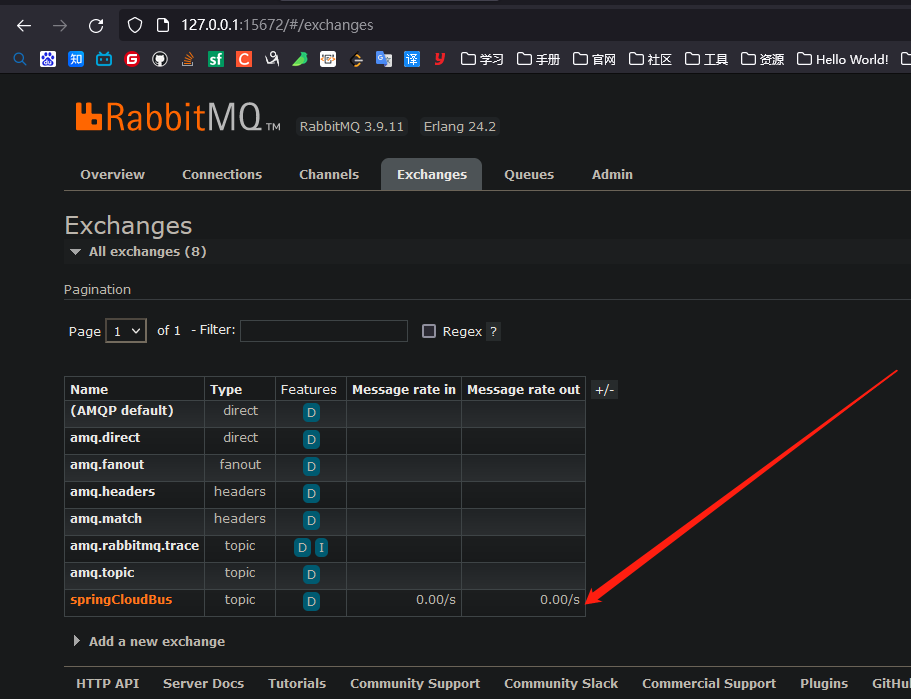 127.0.0.1:15672/#/exchanges
知 G sf C 译 y 学习 手册 官网 社区 工具 资源 Hello World!
RabbitMQ TM RabbitMQ 3.9.11 Erlang 24.2
Overview Connections Channels Exchanges Queues Admin
Exchanges
All exchanges (8)
Pagination
Page 1 of 1 - Filter: Regex ?
Name Type Features Message rate in Message rate out +/-
(AMQP default) direct D
amq.direct direct D
amq.fanout fanout D
amq.headers headers D
amq.match headers D
amq.rabbitmq.trace topic D I
amq.topic topic D
springCloudBus topic D 0.00/s 0.00/s
Add a new exchange
HTTP API Server Docs Tutorials Community Support Community Slack Commercial Support Plugins GitHu